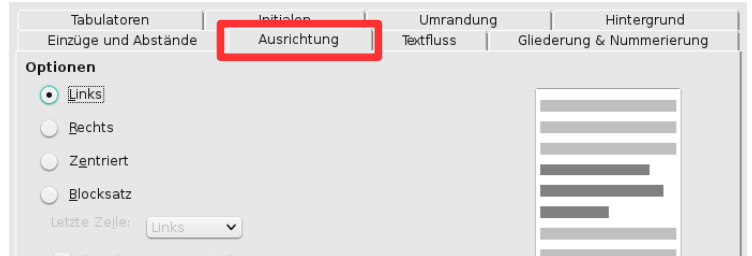 Tabulatoren Initialen Umrandung Hintergrund
Einzüge und Abstände Ausrichtung Textfluss Gliederung & Nummerierung
Optionen
Links
Rechts
Zentriert
Blocksatz
Letzte Zeile: Links